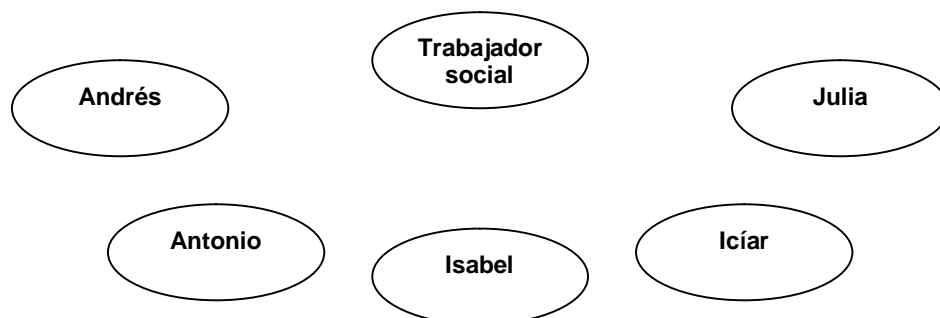 Trabajador
social
Andrés
Julia
Antonio
Isabel
Icíar